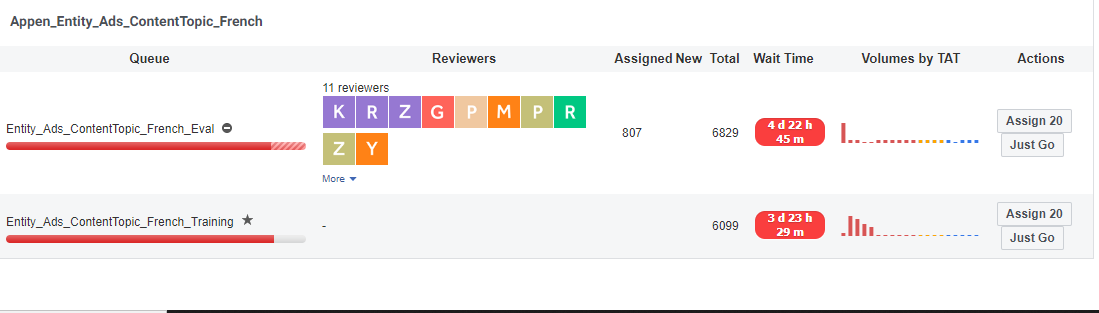 Appen_Entity_Ads_ContentTopic_French
Queue Reviewers Assigned New Total Wait Time Volumes by TAT Actions
11 reviewers
K R Z G P M P R
Z Y
More
Entity_Ads_ContentTopic_French_Eval
807 6829
4 d 22 h
45 m
Assign 20
Just Go
Entity_Ads_ContentTopic_French_Training
- 6099
3 d 23 h
29 m
Assign 20
Just Go